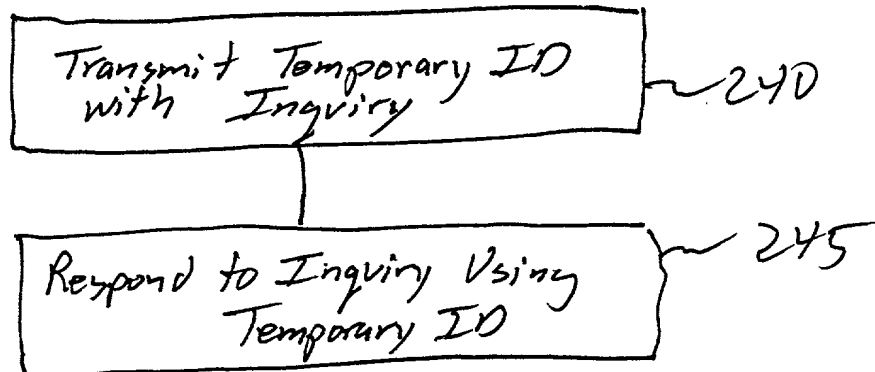 Transmit Temporary ID
with Inquiry
240
Respond to Inquiry Using
Temporary ID
245